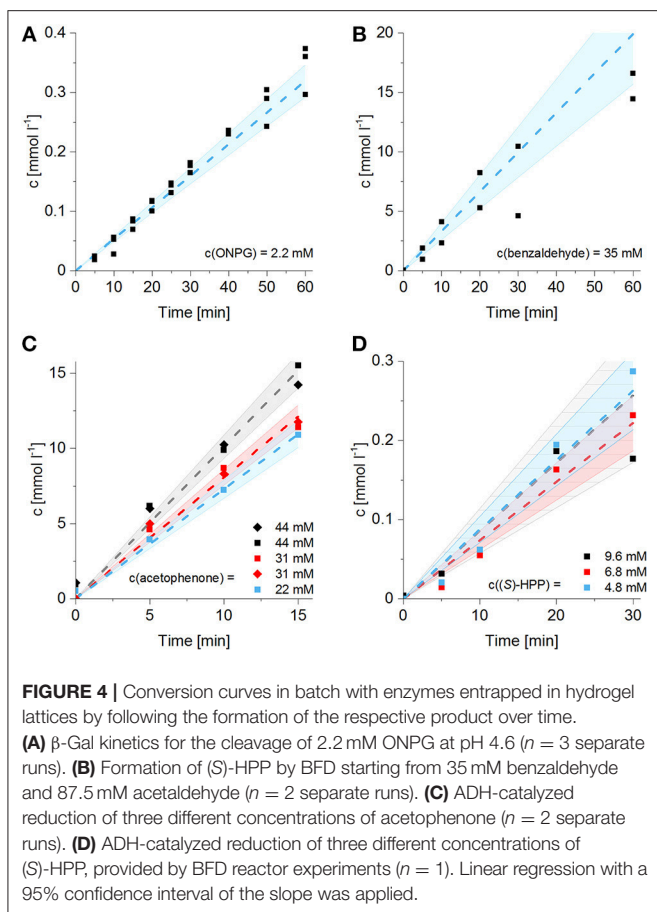 A
c [mmol l⁻¹]
0.4
0.3
0.2
0.1
0
0 10 20 30 40 50 60
Time [min]
c(ONPG) = 2.2 mM
B
c [mmol l⁻¹]
20
15
10
5
0
0 10 20 30 40 50 60
Time [min]
c(benzaldehyde) = 35 mM
C
c [mmol l⁻¹]
15
10
5
0
0 5 10 15
Time [min]
c(acetophenone) =
44 mM
44 mM
31 mM
31 mM
22 mM
D
c [mmol l⁻¹]
0.3
0.2
0.1
0
0 10 20 30
Time [min]
c((S)-HPP) =
9.6 mM
6.8 mM
4.8 mM
FIGURE 4 | Conversion curves in batch with enzymes entrapped in hydrogel
lattices by following the formation of the respective product over time.
(A) β-Gal kinetics for the cleavage of 2.2 mM ONPG at pH 4.6 (n = 3 separate
runs). (B) Formation of (S)-HPP by BFD starting from 35 mM benzaldehyde
and 87.5 mM acetaldehyde (n = 2 separate runs). (C) ADH-catalyzed
reduction of three different concentrations of acetophenone (n = 2 separate
runs). (D) ADH-catalyzed reduction of three different concentrations of
(S)-HPP, provided by BFD reactor experiments (n = 1). Linear regression with a
95% confidence interval of the slope was applied.